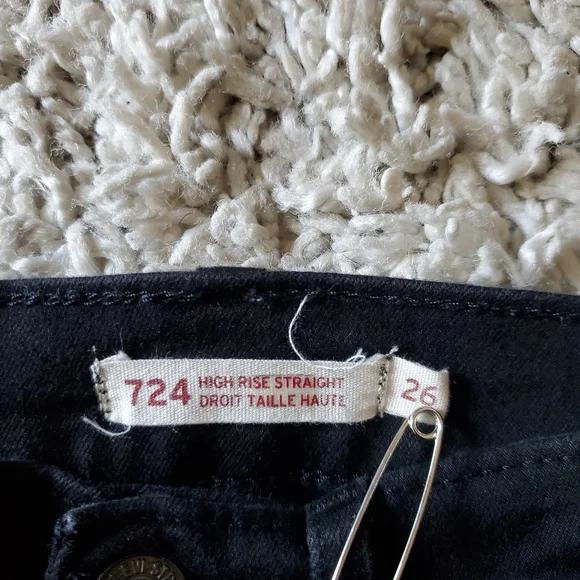 724 HIGH RISE STRAIGHT
DROIT TAILLE HAUTE
26